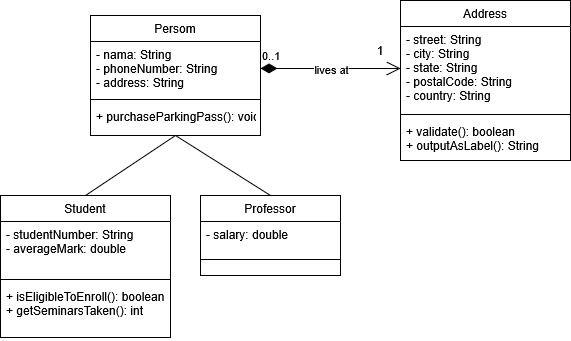 Persom
- nama: String
- phoneNumber: String
- address: String
+ purchaseParkingPass(): voic
0..1
lives at
1
Address
- street: String
- city: String
- state: String
- postalCode: String
- country: String
+ validate(): boolean
+ outputAsLabel(): String
Student
- studentNumber: String
- averageMark: double
+ isEligibleToEnroll(): boolean
+ getSeminarsTaken(): int
Professor
- salary: double